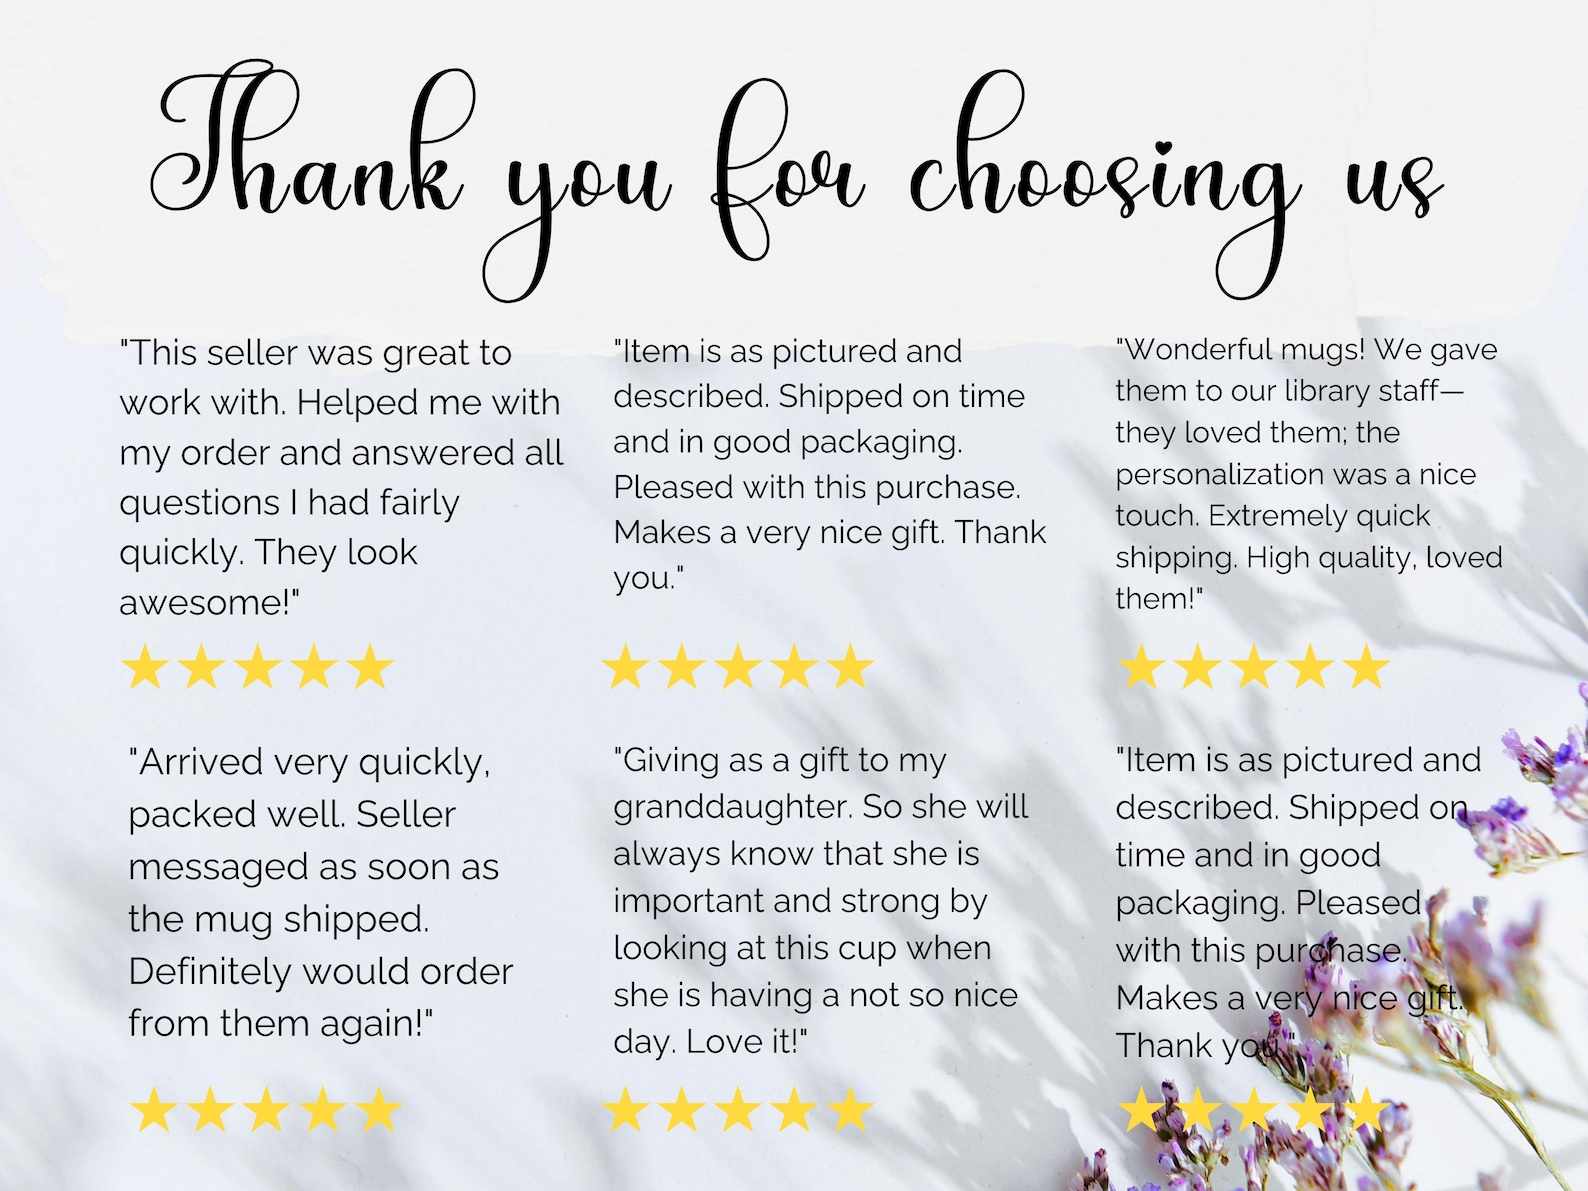 Thank you for choosing us
"This seller was great to
work with. Helped me with
my order and answered all
questions I had fairly
quickly. They look
awesome!"
"Item is as pictured and
described. Shipped on time
and in good packaging.
Pleased with this purchase.
Makes a very nice gift. Thank
you."
"Wonderful mugs! We gave
them to our library staff—
they loved them; the
personalization was a nice
touch. Extremely quick
shipping. High quality, loved
them!"
"Arrived very quickly,
packed well. Seller
messaged as soon as
the mug shipped.
Definitely would order
from them again!"
"Giving as a gift to my
granddaughter. So she will
always know that she is
important and strong by
looking at this cup when
she is having a not so nice
day. Love it!"
"Item is as pictured and
described. Shipped on
time and in good
packaging. Pleased
with this purchase.
Makes a very nice gift.
Thank you."